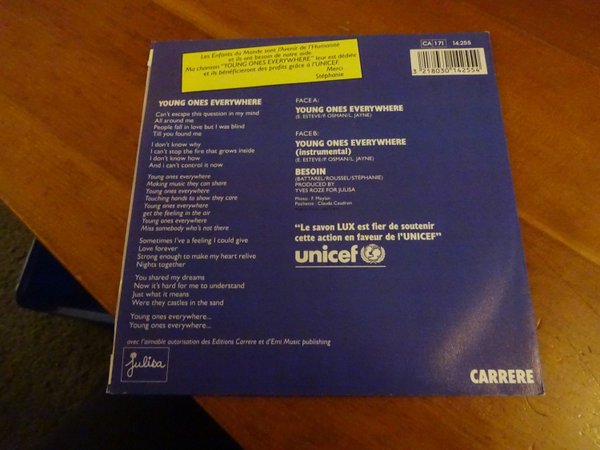 Les Enfants du Monde sont l'Avenir de l'Humanité
et ils ont besoin de notre aide.
Ma chanson "YOUNG ONES EVERYWHERE" leur est dédiée
et ils bénéficieront des profits grâce à l'UNICEF.
Merci
Stéphanie
CA 171
14.255
3 218030 142554
YOUNG ONES EVERYWHERE
Can't escape this question in my mind
All around me
People fall in love but I was blind
Till you found me
I don't know why
I can't stop the fire that grows inside
I don't know how
And i can't control it now
Young ones everywhere
Making music they can share
Young ones everywhere
Touching hands to show they care
Young ones everywhere
get the feeling in the air
Young ones everywhere
Miss somebody who's not there
Sometimes I've a feeling I could give
Love forever
Strong enough to make my heart relive
Nights together
You shared my dreams
Now it's hard for me to understand
Just what it means
Were they castles in the sand
Young ones everywhere...
Young ones everywhere...
FACE A:
YOUNG ONES EVERYWHERE
(E. ESTEVE/P. OSMAN/L. JAYNE)
FACE B:
YOUNG ONES EVERYWHERE
(instrumental)
(E. ESTEVE/P. OSMAN/L. JAYNE)
BESOIN
(BATTAREL/ROUSSEL/STÉPHANIE)
PRODUCED BY
YVES ROZE FOR JULISA
Photo: F. Meylan
Pochette: Claude Caudron
"Le savon LUX est fier de soutenir
cette action en faveur de l'UNICEF"
unicef
avec l'aimable autorisation des Editions Carrere et d'Emi Music publishing
julisa
CARRERE